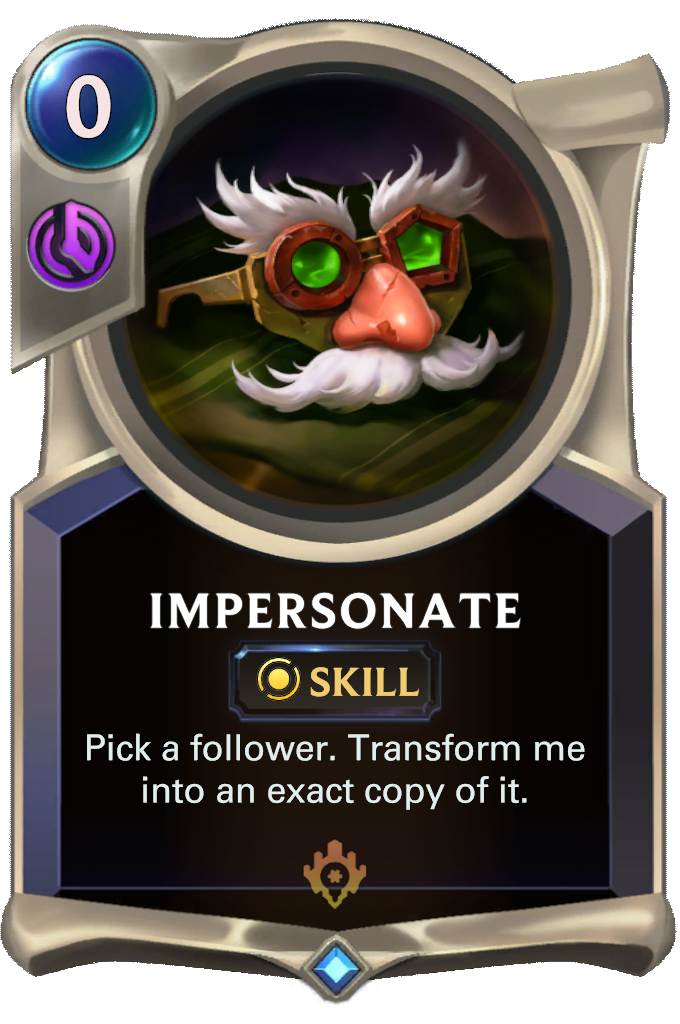 0
IMPERSONATE
SKILL
Pick a follower. Transform me
into an exact copy of it.